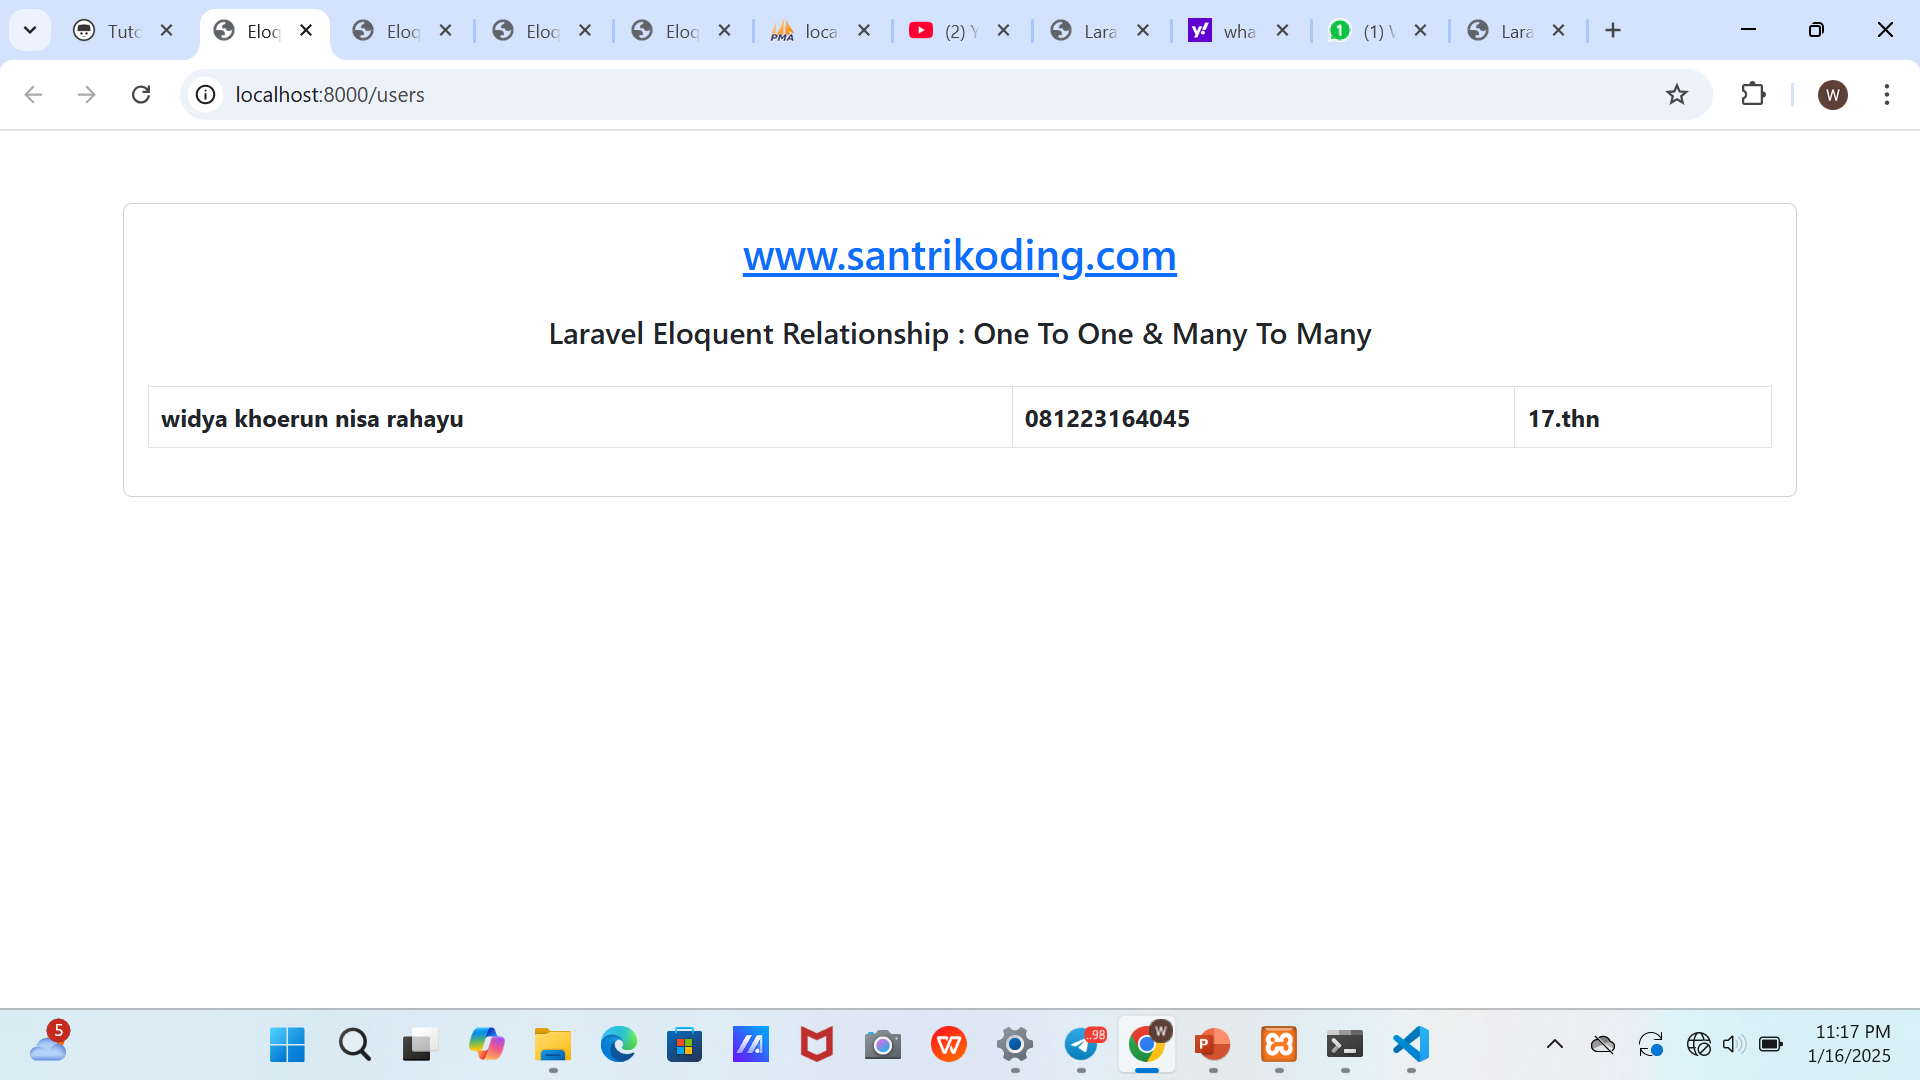 Tuto
Eloq
Eloq
Eloq
Eloq
loca
(2) Y
Lara
wha
(1) W
Lara
localhost:8000/users
W
www.santrikoding.com
Laravel Eloquent Relationship : One To One & Many To Many
widya khoerun nisa rahayu 081223164045 17.thn
5
..98
W
11:17 PM
1/16/2025